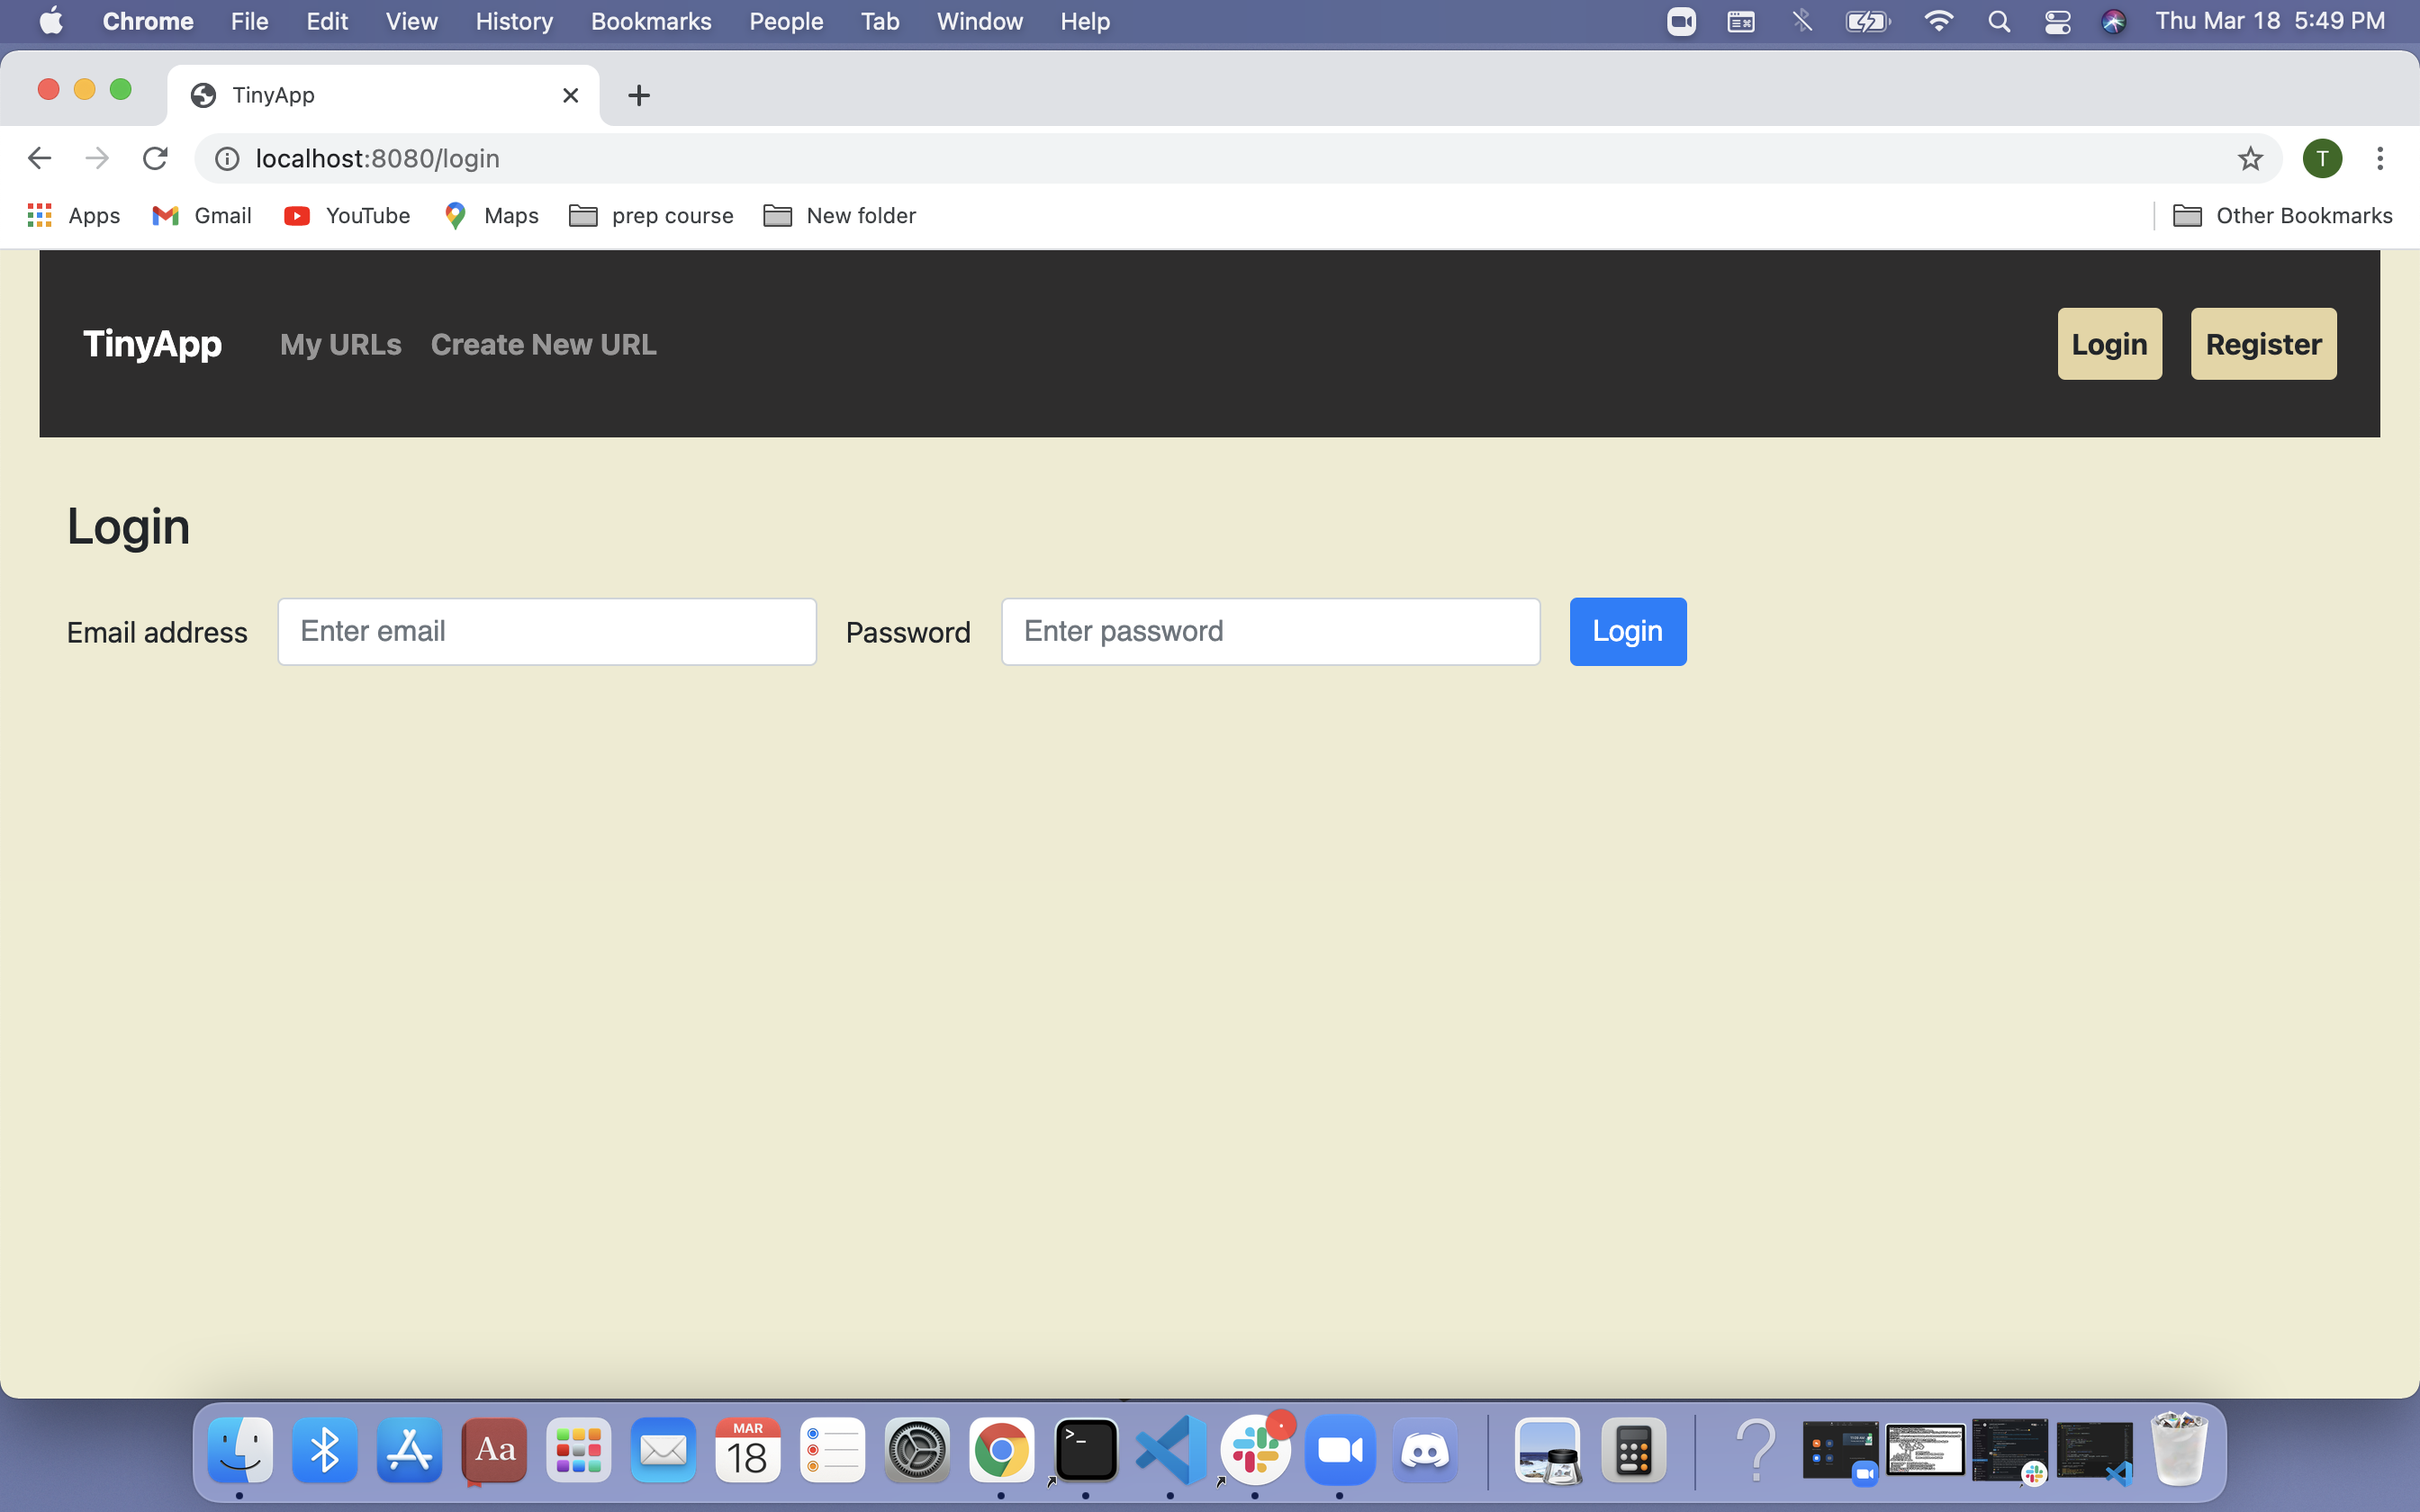 Chrome File Edit View History Bookmarks People Tab Window Help Thu Mar 18 5:49 PM
TinyApp
localhost:8080/login T
Apps Gmail YouTube Maps prep course New folder Other Bookmarks
TinyApp My URLs Create New URL Login Register
Login
Email address Enter email Password Enter password Login
MAR
18
Aa
>_